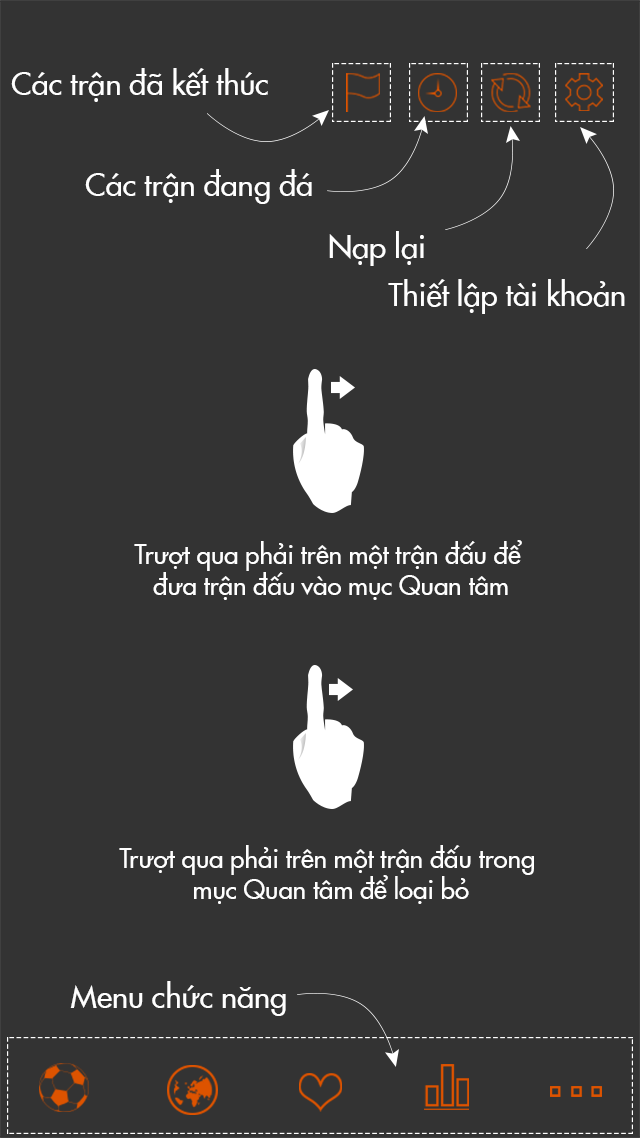 Các trận đã kết thúc
Các trận đang đá
Nạp lại
Thiết lập tài khoản
Trượt qua phải trên một trận đấu để
đưa trận đấu vào mục Quan tâm
Trượt qua phải trên một trận đấu trong
mục Quan tâm để loại bỏ
Menu chức năng